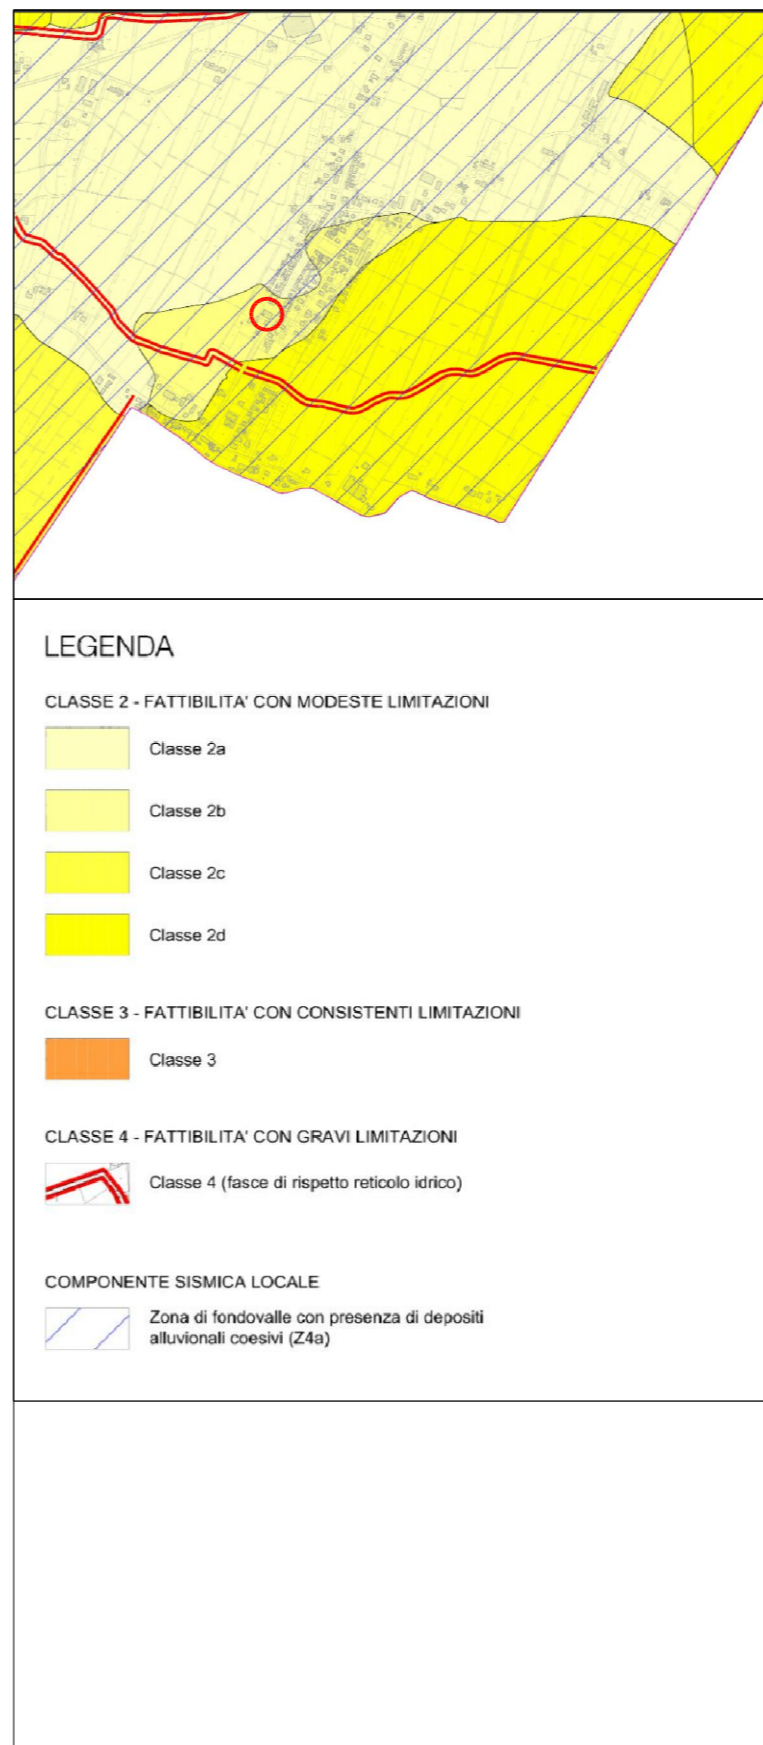 LEGENDA
CLASSE 2 - FATTIBILITA' CON MODESTE LIMITAZIONI
Classe 2a
Classe 2b
Classe 2c
Classe 2d
CLASSE 3 - FATTIBILITA' CON CONSISTENTI LIMITAZIONI
Classe 3
CLASSE 4 - FATTIBILITA' CON GRAVI LIMITAZIONI
Classe 4 (fasce di rispetto reticolo idrico)
COMPONENTE SISMICA LOCALE
Zona di fondovalle con presenza di depositi
alluvionali coesivi (Z4a)